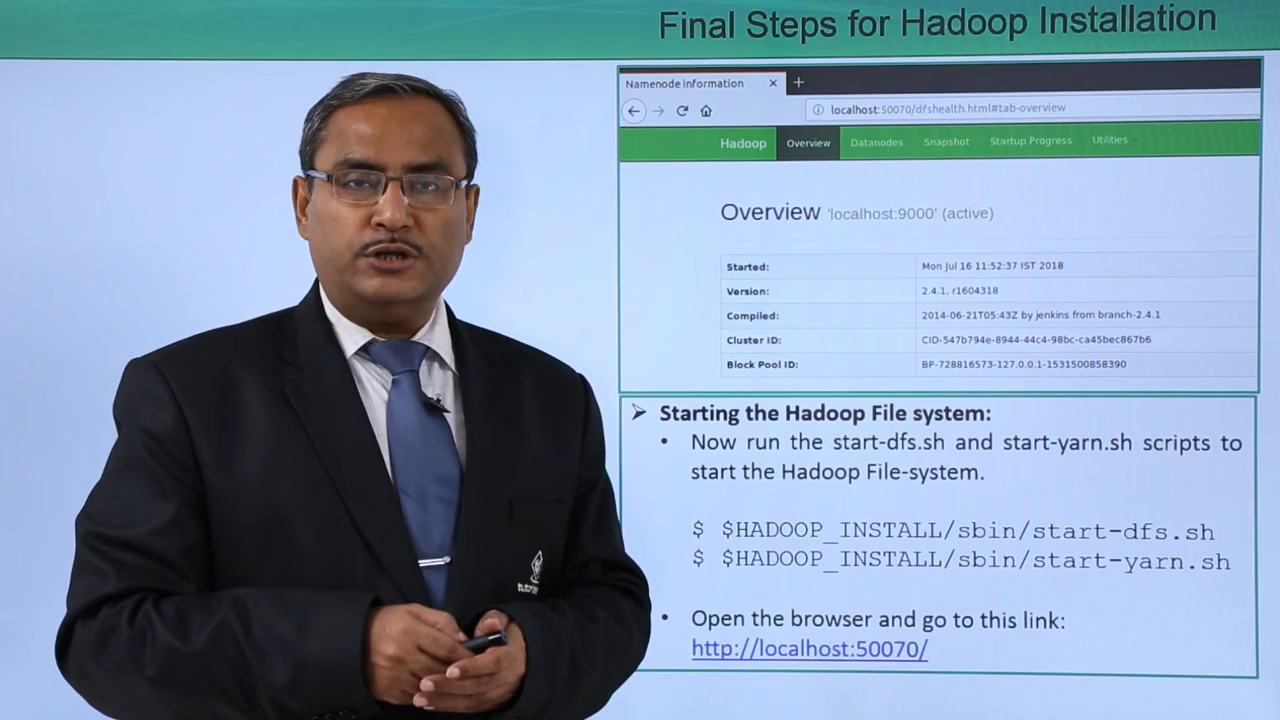 Final Steps for Hadoop Installation
Namenode information × +
localhost:50070/dfshealth.html#tab-overview
Hadoop Overview Datanodes Snapshot Startup Progress Utilities
Overview 'localhost:9000' (active)
Started: Mon Jul 16 11:52:37 IST 2018
Version: 2.4.1, r1604318
Compiled: 2014-06-21T05:43Z by jenkins from branch-2.4.1
Cluster ID: CID-547b794e-8944-44c4-98bc-ca45bec867b6
Block Pool ID: BP-728816573-127.0.0.1-1531500858390
➢ Starting the Hadoop File system:
• Now run the start-dfs.sh and start-yarn.sh scripts to
start the Hadoop File-system.
$ $HADOOP_INSTALL/sbin/start-dfs.sh
$ $HADOOP_INSTALL/sbin/start-yarn.sh
• Open the browser and go to this link:
http://localhost:50070/